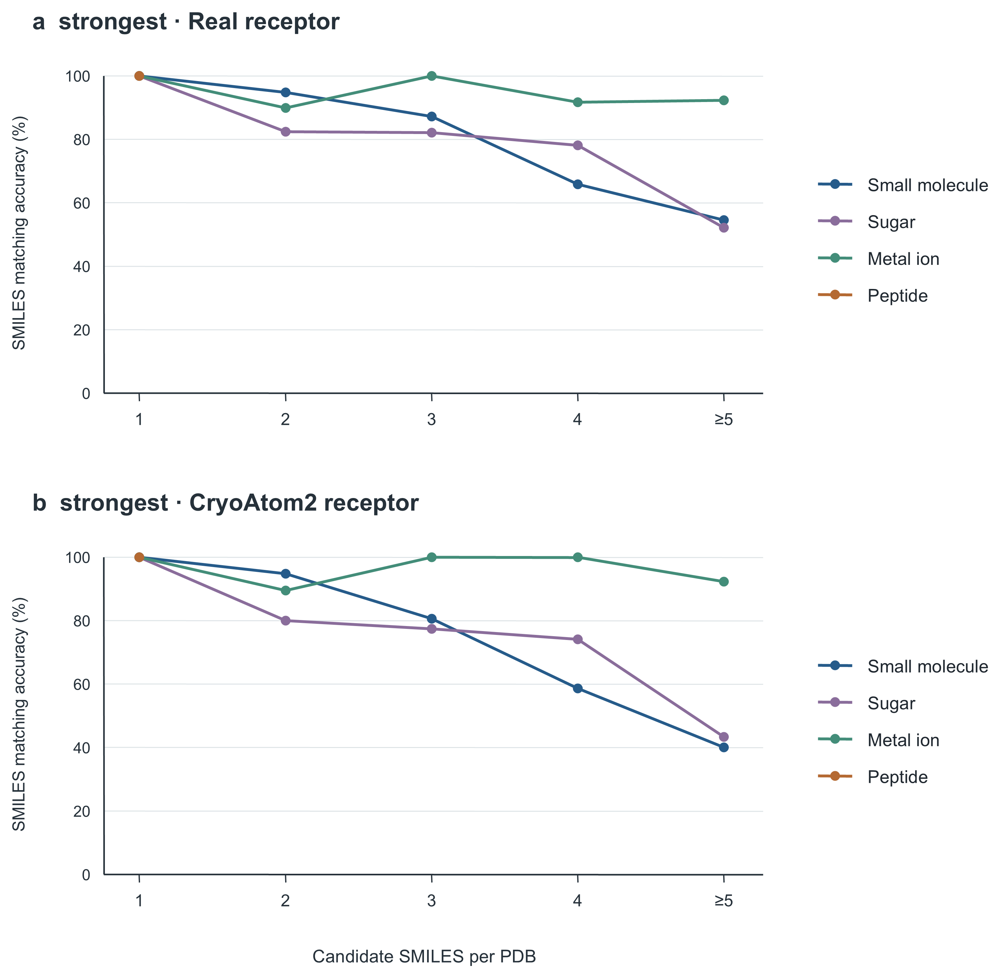 a strongest · Real receptor
SMILES matching accuracy (%)
100
80
60
40
20
0
1 2 3 4 ≥5
Small molecule
Sugar
Metal ion
Peptide
b strongest · CryoAtom2 receptor
SMILES matching accuracy (%)
100
80
60
40
20
0
1 2 3 4 ≥5
Small molecule
Sugar
Metal ion
Peptide
Candidate SMILES per PDB